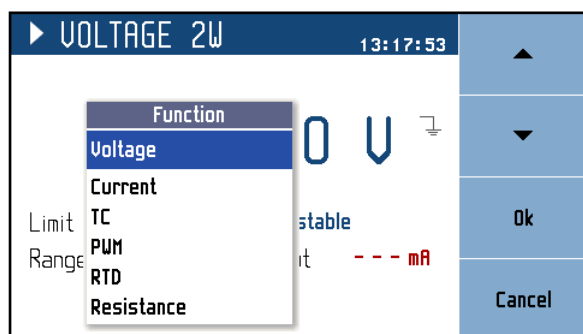 VOLTAGE 2W 13:17:53
Function
Voltage
0 V
Current
TC
Limit stable
Ok
PWM
Range t - - - mA
RTD
Resistance
Cancel